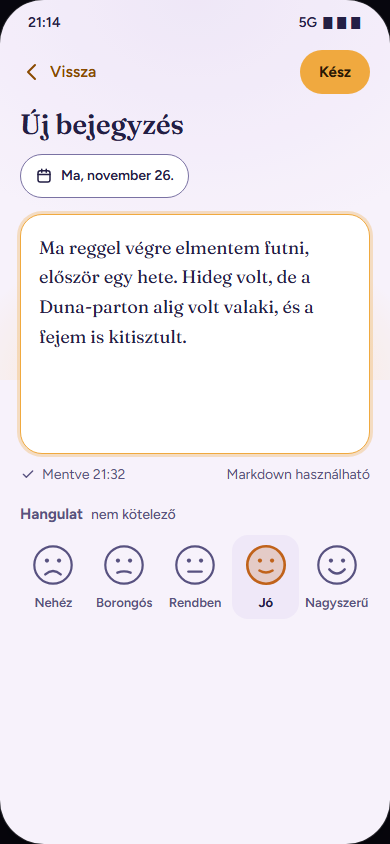 21:14 5G
Vissza Kész
Új bejegyzés
Ma, november 26.
Ma reggel végre elmentem futni,
először egy hete. Hideg volt, de a
Duna-parton alig volt valaki, és a
fejem is kitisztult.
Mentve 21:32 Markdown használható
Hangulat nem kötelező
Nehéz Borongós Rendben Jó Nagyszerű